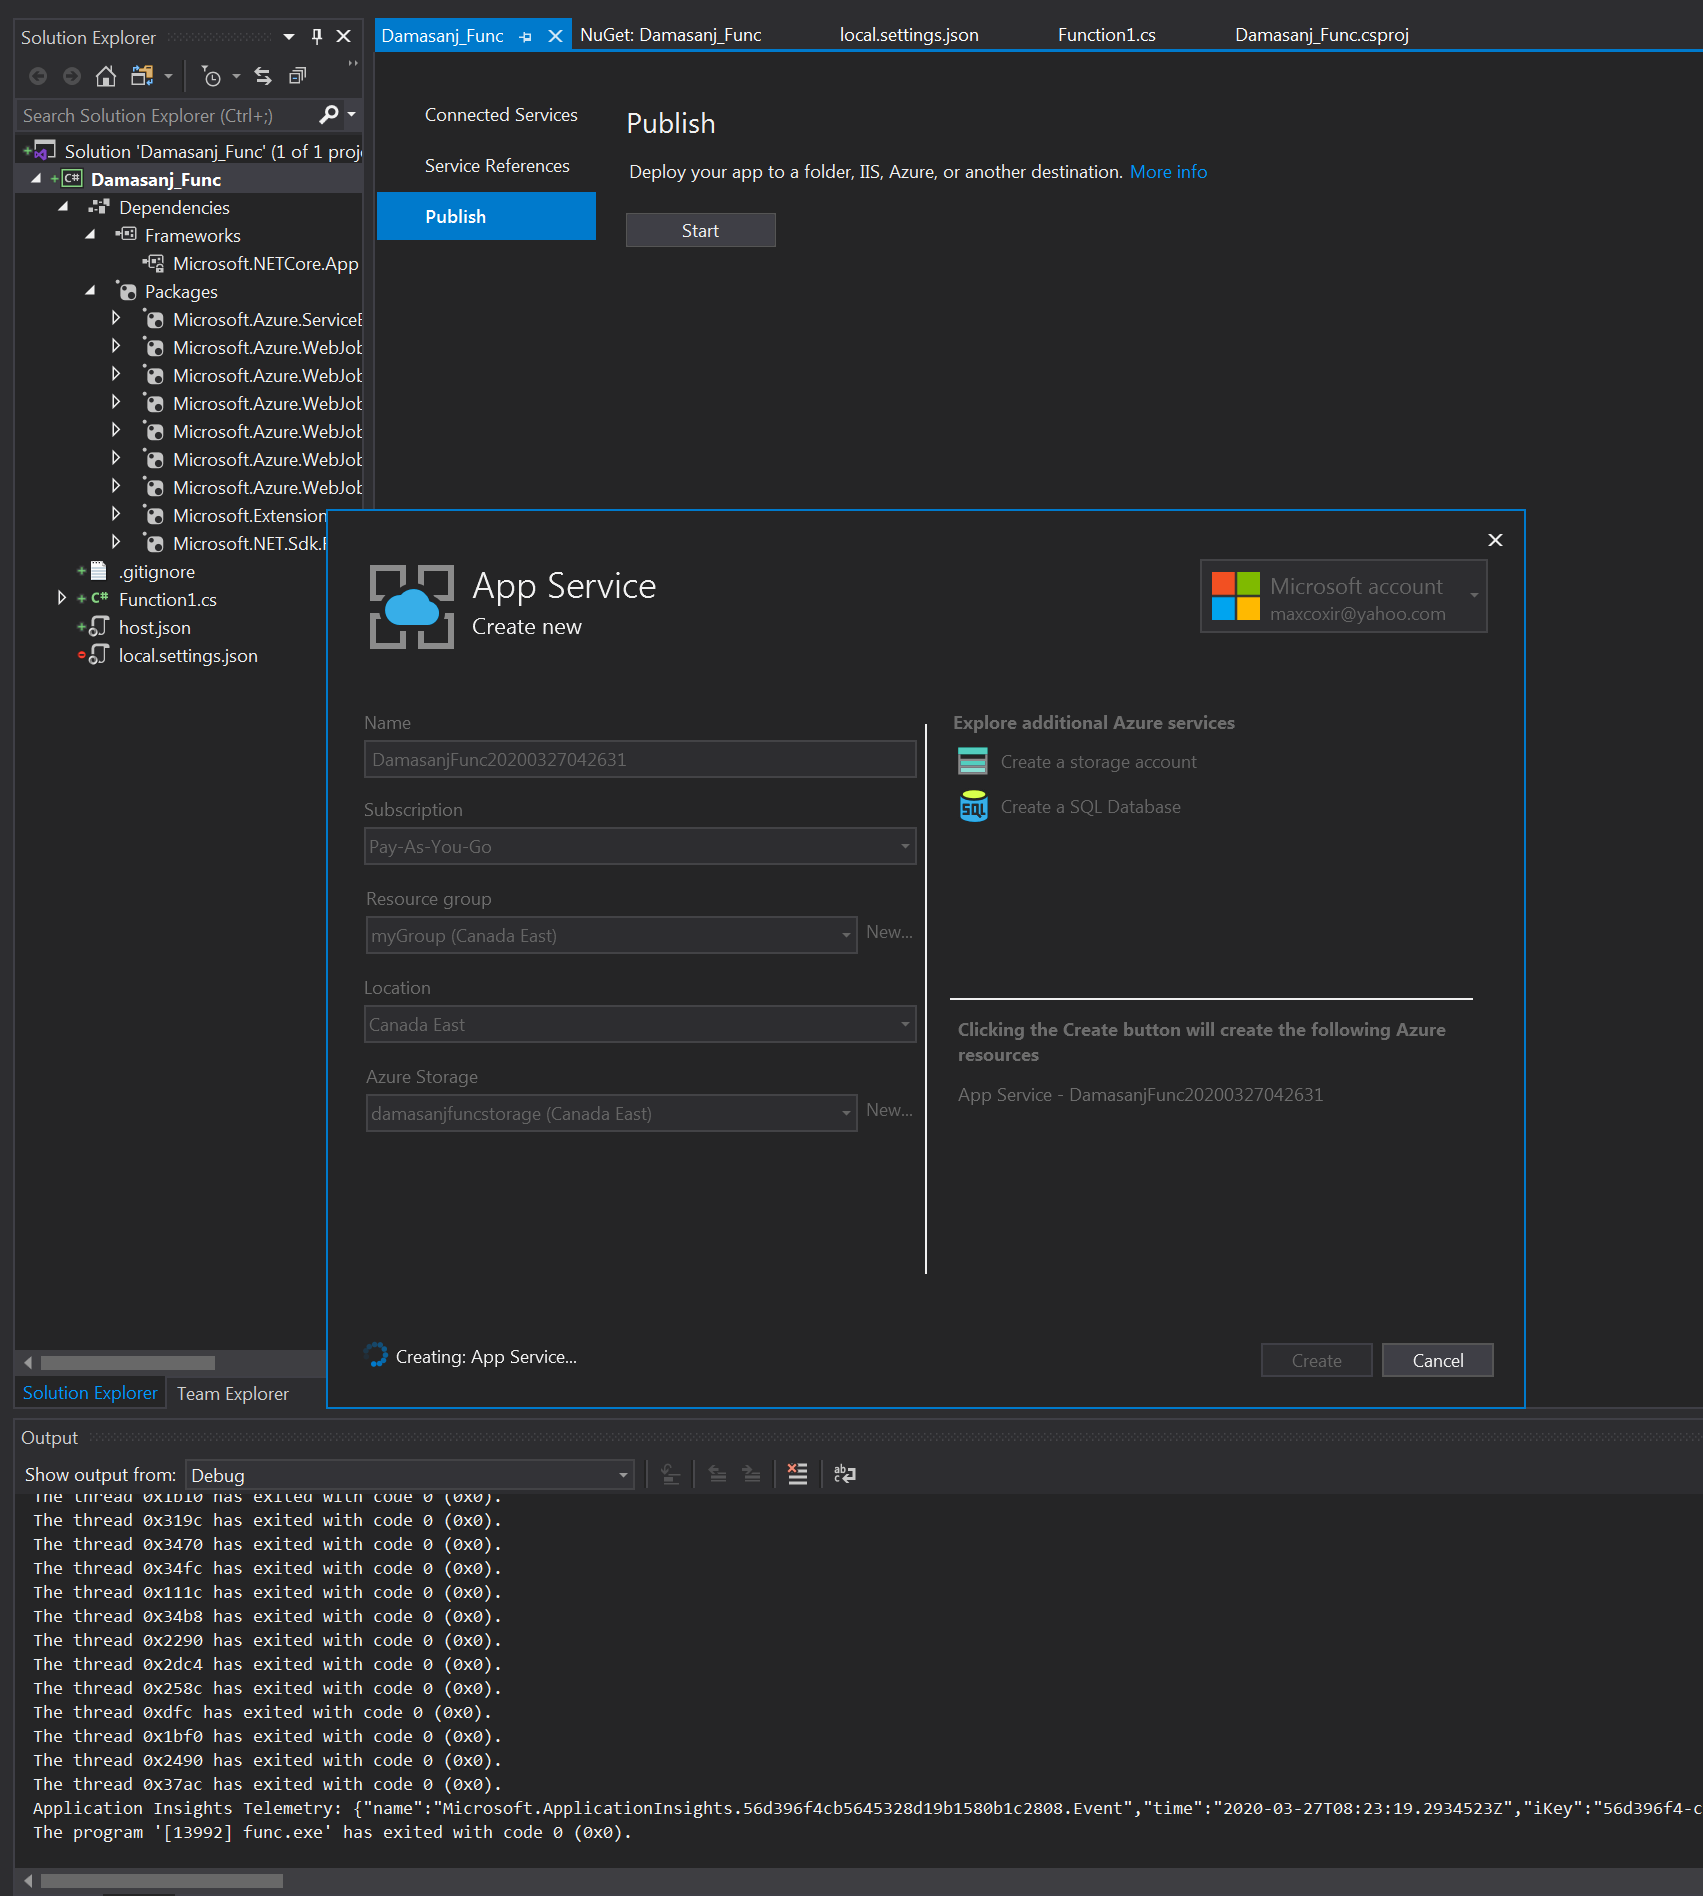 Solution Explorer
Search Solution Explorer (Ctrl+;)
Solution 'Damasanj_Func' (1 of 1 proj
Damasanj_Func
Dependencies
Frameworks
Microsoft.NETCore.App
Packages
Microsoft.Azure.ServiceB
Microsoft.Azure.WebJob
Microsoft.Azure.WebJob
Microsoft.Azure.WebJob
Microsoft.Azure.WebJob
Microsoft.Azure.WebJob
Microsoft.Azure.WebJob
Microsoft.Extension
Microsoft.NET.Sdk.F
.gitignore
C# Function1.cs
host.json
local.settings.json
Solution Explorer Team Explorer
Damasanj_Func NuGet: Damasanj_Func local.settings.json Function1.cs Damasanj_Func.csproj
Connected Services
Service References
Publish
Publish
Deploy your app to a folder, IIS, Azure, or another destination. More info
Start
App Service
Create new
Microsoft account
maxcoxir@yahoo.com
Name
DamasanjFunc20200327042631
Subscription
Pay-As-You-Go
Resource group
myGroup (Canada East) New...
Location
Canada East
Azure Storage
damasanjfuncstorage (Canada East) New...
Explore additional Azure services
Create a storage account
SQL Create a SQL Database
Clicking the Create button will create the following Azure
resources
App Service - DamasanjFunc20200327042631
Creating: App Service...
Create Cancel
Output
Show output from: Debug
The thread 0x1b10 has exited with code 0 (0x0).
The thread 0x319c has exited with code 0 (0x0).
The thread 0x3470 has exited with code 0 (0x0).
The thread 0x34fc has exited with code 0 (0x0).
The thread 0x111c has exited with code 0 (0x0).
The thread 0x34b8 has exited with code 0 (0x0).
The thread 0x2290 has exited with code 0 (0x0).
The thread 0x2dc4 has exited with code 0 (0x0).
The thread 0x258c has exited with code 0 (0x0).
The thread 0xdfc has exited with code 0 (0x0).
The thread 0x1bf0 has exited with code 0 (0x0).
The thread 0x2490 has exited with code 0 (0x0).
The thread 0x37ac has exited with code 0 (0x0).
Application Insights Telemetry: {"name":"Microsoft.ApplicationInsights.56d396f4cb5645328d19b1580b1c2808.Event","time":"2020-03-27T08:23:19.2934523Z","iKey":"56d396f4-c
The program '[13992] func.exe' has exited with code 0 (0x0).